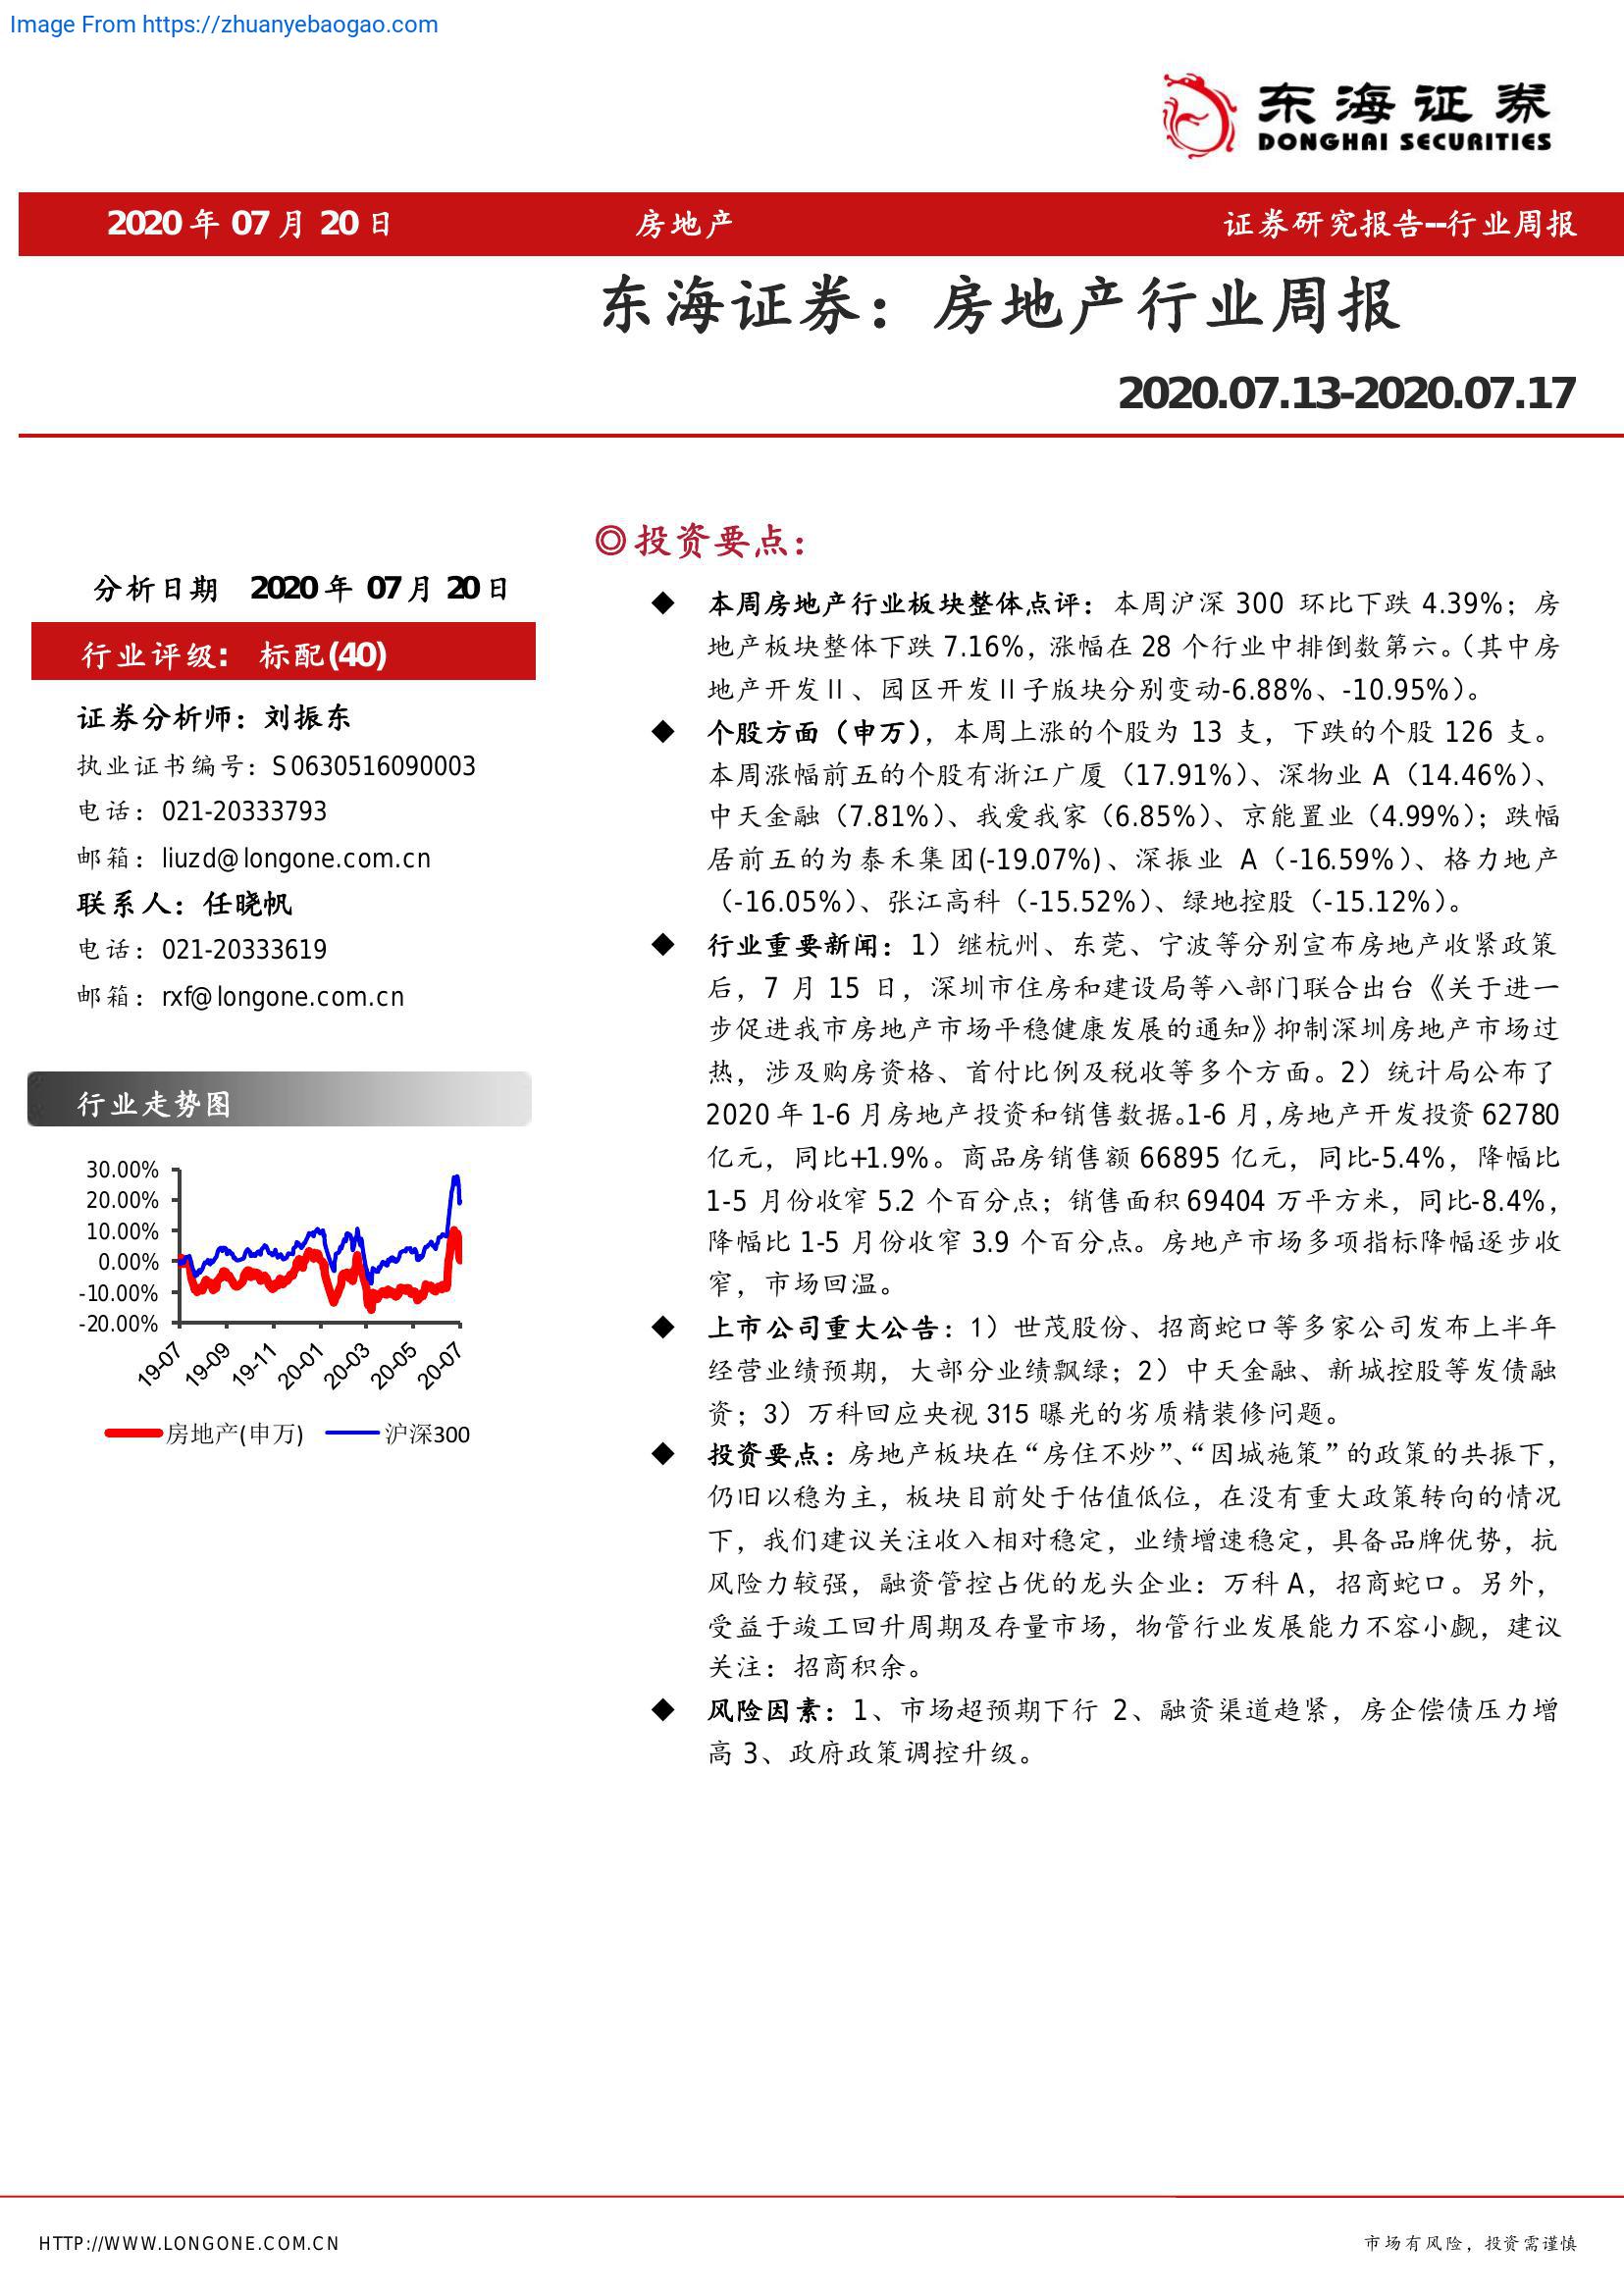 Image From https://zhuanyebaogao.com
东海证券
DONGHAI SECURITIES
2020年07月20日 房地产 证券研究报告--行业周报
东海证券：房地产行业周报
2020.07.13-2020.07.17
分析日期 2020年07月20日
行业评级： 标配(40)
证券分析师：刘振东
执业证书编号：S0630516090003
电话：021-20333793
邮箱：liuzd@longone.com.cn
联系人：任晓帆
电话：021-20333619
邮箱：rxf@longone.com.cn
行业走势图
30.00%
20.00%
10.00%
0.00%
-10.00%
-20.00%
19-07 19-09 19-11 20-01 20-03 20-05 20-07
房地产(申万) 沪深300
◎投资要点：
◆ 本周房地产行业板块整体点评：本周沪深 300 环比下跌 4.39%；房
地产板块整体下跌 7.16%，涨幅在 28 个行业中排倒数第六。（其中房
地产开发Ⅱ、园区开发Ⅱ子版块分别变动-6.88%、-10.95%）。
◆ 个股方面（申万），本周上涨的个股为 13 支，下跌的个股 126 支。
本周涨幅前五的个股有浙江广厦（17.91%）、深物业 A（14.46%）、
中天金融（7.81%）、我爱我家（6.85%）、京能置业（4.99%）；跌幅
居前五的为泰禾集团(-19.07%)、深振业 A（-16.59%）、格力地产
（-16.05%）、张江高科（-15.52%）、绿地控股（-15.12%）。
◆ 行业重要新闻：1）继杭州、东莞、宁波等分别宣布房地产收紧政策
后，7 月 15 日，深圳市住房和建设局等八部门联合出台《关于进一
步促进我市房地产市场平稳健康发展的通知》抑制深圳房地产市场过
热，涉及购房资格、首付比例及税收等多个方面。2）统计局公布了
2020 年 1-6 月房地产投资和销售数据。1-6 月，房地产开发投资 62780
亿元，同比+1.9%。商品房销售额 66895 亿元，同比-5.4%，降幅比
1-5 月份收窄 5.2 个百分点；销售面积 69404 万平方米，同比-8.4%，
降幅比 1-5 月份收窄 3.9 个百分点。房地产市场多项指标降幅逐步收
窄，市场回温。
◆ 上市公司重大公告：1）世茂股份、招商蛇口等多家公司发布上半年
经营业绩预期，大部分业绩飘绿；2）中天金融、新城控股等发债融
资；3）万科回应央视 315 曝光的劣质精装修问题。
◆ 投资要点：房地产板块在“房住不炒”、“因城施策”的政策的共振下，
仍旧以稳为主，板块目前处于估值低位，在没有重大政策转向的情况
下，我们建议关注收入相对稳定，业绩增速稳定，具备品牌优势，抗
风险力较强，融资管控占优的龙头企业：万科 A，招商蛇口。另外，
受益于竣工回升周期及存量市场，物管行业发展能力不容小觑，建议
关注：招商积余。
◆ 风险因素：1、市场超预期下行 2、融资渠道趋紧，房企偿债压力增
高 3、政府政策调控升级。
HTTP://WWW.LONGONE.COM.CN 市场有风险，投资需谨慎